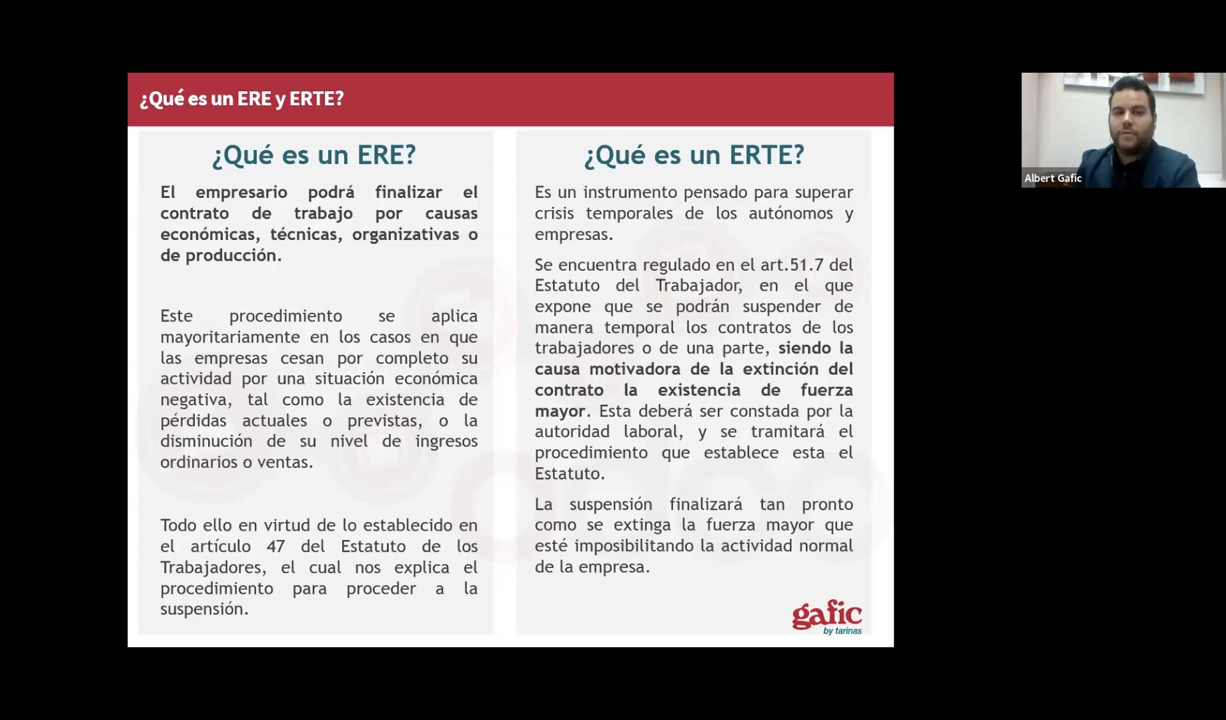 ¿Qué es un ERE y ERTE?
¿Qué es un ERE?
El empresario podrá finalizar el
contrato de trabajo por causas
económicas, técnicas, organizativas o
de producción.
Este procedimiento se aplica
mayoritariamente en los casos en que
las empresas cesan por completo su
actividad por una situación económica
negativa, tal como la existencia de
pérdidas actuales o previstas, o la
disminución de su nivel de ingresos
ordinarios o ventas.
Todo ello en virtud de lo establecido en
el artículo 47 del Estatuto de los
Trabajadores, el cual nos explica el
procedimiento para proceder a la
suspensión.
¿Qué es un ERTE?
Es un instrumento pensado para superar
crisis temporales de los autónomos y
empresas.
Se encuentra regulado en el art.51.7 del
Estatuto del Trabajador, en el que
expone que se podrán suspender de
manera temporal los contratos de los
trabajadores o de una parte, siendo la
causa motivadora de la extinción del
contrato la existencia de fuerza
mayor. Esta deberá ser constada por la
autoridad laboral, y se tramitará el
procedimiento que establece esta el
Estatuto.
La suspensión finalizará tan pronto
como se extinga la fuerza mayor que
esté imposibilitando la actividad normal
de la empresa.
gafic
by tarinas
Albert Gafic